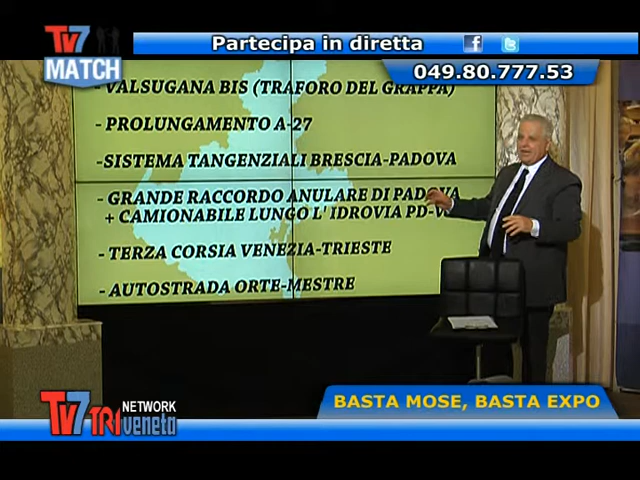 TV7
MATCH
Partecipa in diretta
049.80.777.53
- VALSUGANA BIS (TRAFORO DEL GRAPPA)
- PROLUNGAMENTO A-27
-SISTEMA TANGENZIALI BRESCIA-PADOVA
- GRANDE RACCORDO ANULARE DI PADOVA
+ CAMIONABILE LUNGO L' IDROVIA PD-V
- TERZA CORSIA VENEZIA-TRIESTE
- AUTOSTRADA ORTE-MESTRE
BASTA MOSE, BASTA EXPO
TV7 TRI NETWORK
veneta